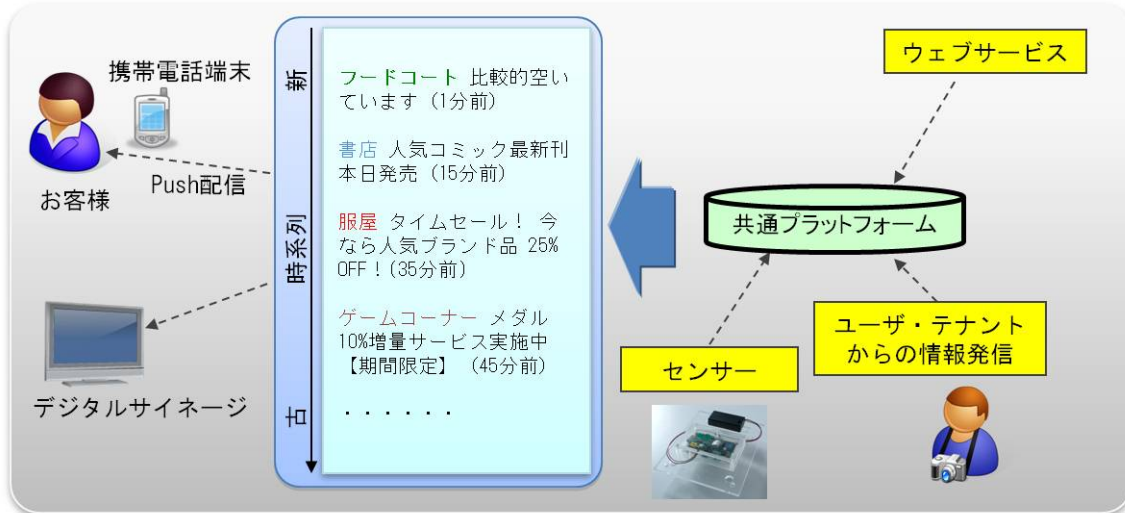 携帯電話端末
お客様
Push配信
デジタルサイネージ
新
時系列
古
フードコート 比較的空い
ています (1分前)
書店 人気コミック最新刊
本日発売 (15分前)
服屋 タイムセール！ 今
なら人気ブランド品 25%
OFF！(35分前)
ゲームコーナー メダル
10%増量サービス実施中
【期間限定】 (45分前)
・・・・・・
ウェブサービス
共通プラットフォーム
センサー
ユーザ・テナント
からの情報発信